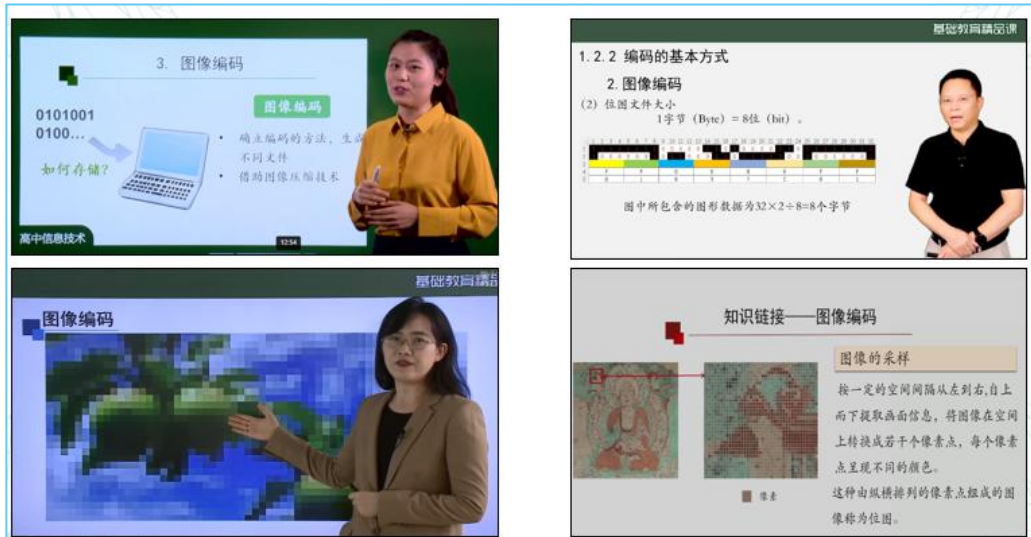 3. 图像编码
0101001
0100...
如何存储?
图像编码
• 确立编码的方法，生成
不同文件
• 借助图像压缩技术
高中信息技术
12:54
基础教育精品课
1.2.2 编码的基本方式
2.图像编码
(2) 位图文件大小
1字节（Byte）=8位（bit）。
图中所包含的图形数据为32×2÷8=8个字节
基础教育精品
图像编码
知识链接——图像编码
图像的采样
按一定的空间间隔从左到右,自上
而下提取画面信息，将图像在空间
上转换成若干个像素点，每个像素
点呈现不同的颜色。
这种由纵横排列的像素点组成的图
像称为位图。
像素